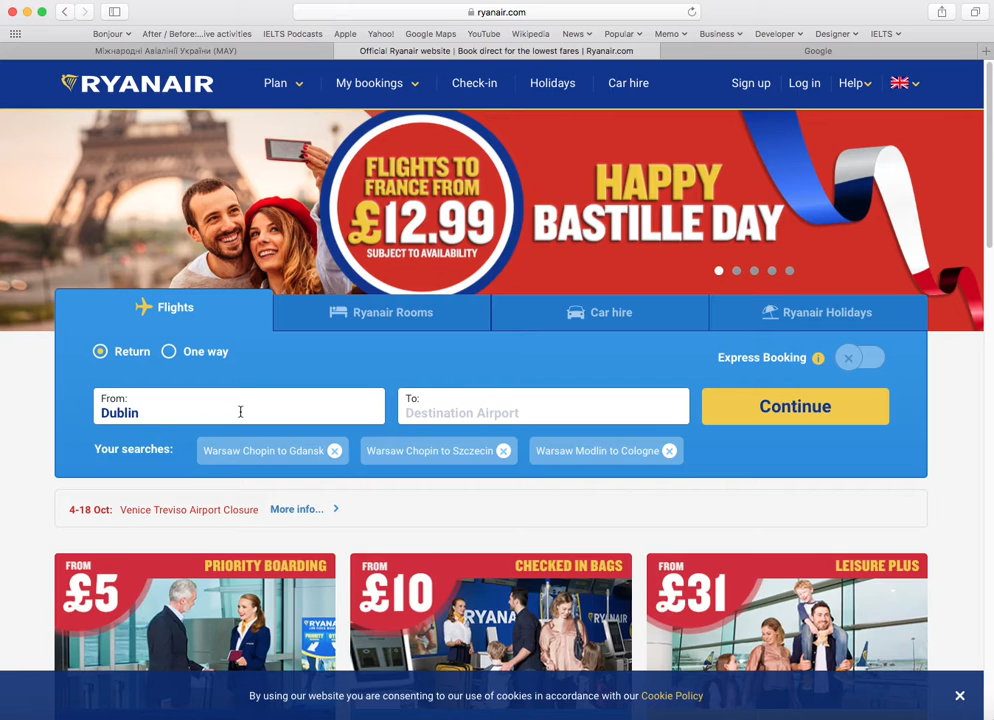 ryanair.com
Bonjour After / Before:...ive activities IELTS Podcasts Apple Yahoo! Google Maps YouTube Wikipedia News Popular Memo Business Developer Designer IELTS
Міжнародні Авіалінії України (МАУ) Official Ryanair website | Book direct for the lowest fares | Ryanair.com Google
RYANAIR Plan My bookings Check-in Holidays Car hire Sign up Log in Help
FLIGHTS TO
FRANCE FROM
£12.99
SUBJECT TO AVAILABILITY
HAPPY
BASTILLE DAY
Flights Ryanair Rooms Car hire Ryanair Holidays
Return One way Express Booking i
From:
Dublin
To:
Destination Airport
Continue
Your searches: Warsaw Chopin to Gdansk Warsaw Chopin to Szczecin Warsaw Modlin to Cologne
4-18 Oct: Venice Treviso Airport Closure More info...
FROM
£5
PRIORITY BOARDING
FROM
£10
CHECKED IN BAGS
RYANA
FROM
£31
LEISURE PLUS
By using our website you are consenting to our use of cookies in accordance with our Cookie Policy